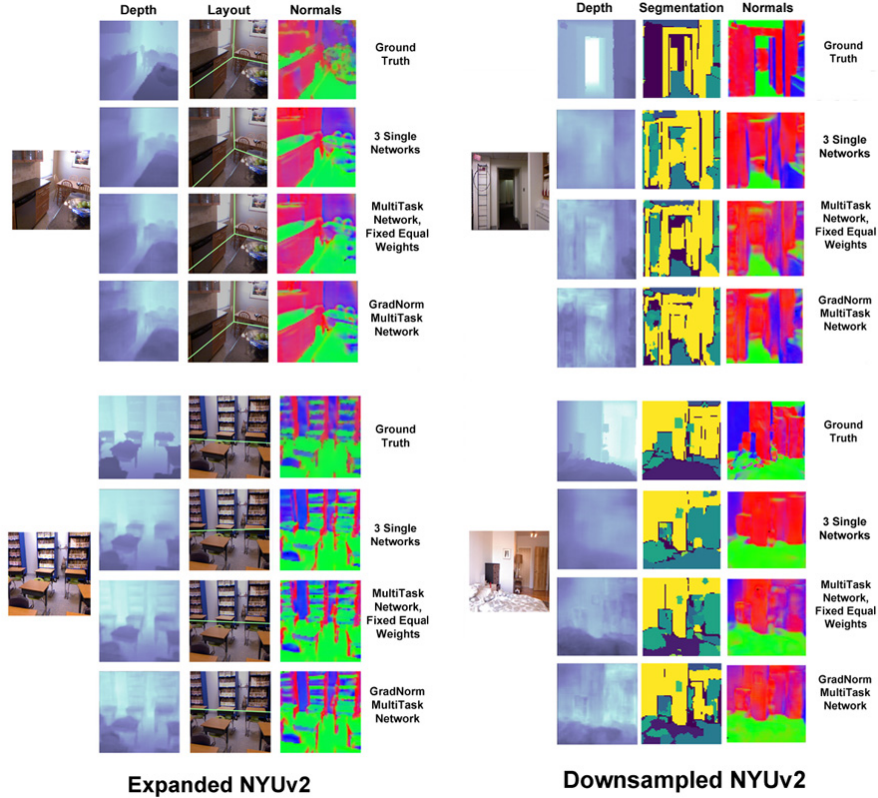 Depth Layout Normals
Ground
Truth
3 Single
Networks
MultiTask
Network,
Fixed Equal
Weights
GradNorm
MultiTask
Network
Ground
Truth
3 Single
Networks
MultiTask
Network,
Fixed Equal
Weights
GradNorm
MultiTask
Network
Expanded NYUv2
Depth Segmentation Normals
Ground
Truth
3 Single
Networks
MultiTask
Network,
Fixed Equal
Weights
GradNorm
MultiTask
Network
Ground
Truth
3 Single
Networks
MultiTask
Network,
Fixed Equal
Weights
GradNorm
MultiTask
Network
Downsampled NYUv2